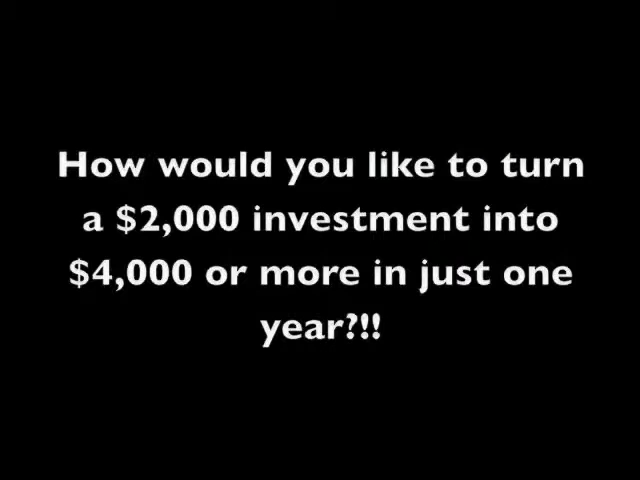 How would you like to turn
a $2,000 investment into
$4,000 or more in just one
year?!!